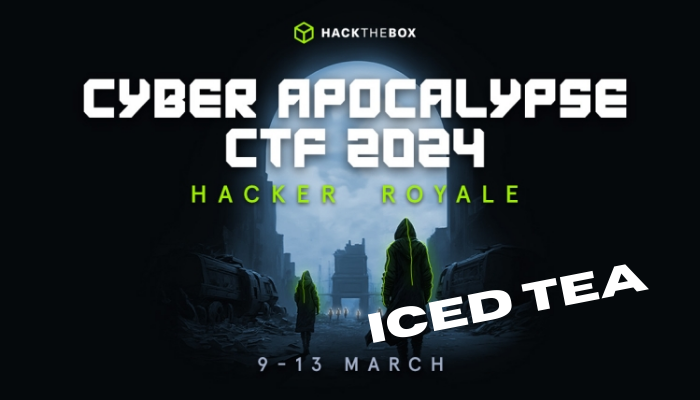 HACKTHEBOX
CYBER APOCALYPSE
CTF 2024
HACKER ROYALE
ICED TEA
9-13 MARCH